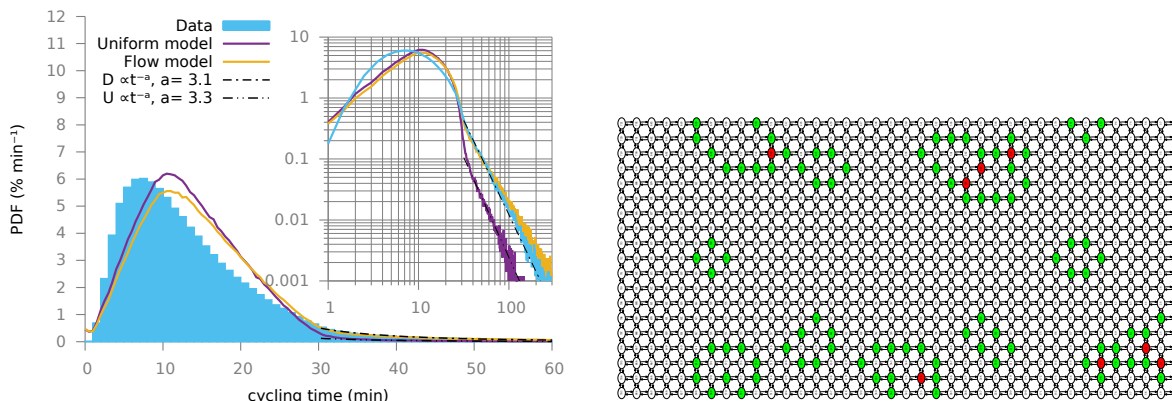 12
11
10
9
8
7
6
5
4
3
2
1
0
PDF (% min⁻¹)
Data
Uniform model
Flow model
D ∝t⁻ᵃ, a= 3.1
U ∝t⁻ᵃ, a= 3.3
10
1
0.1
0.01
0.001
1 10 100
0 10 20 30 40 50 60
cycling time (min)